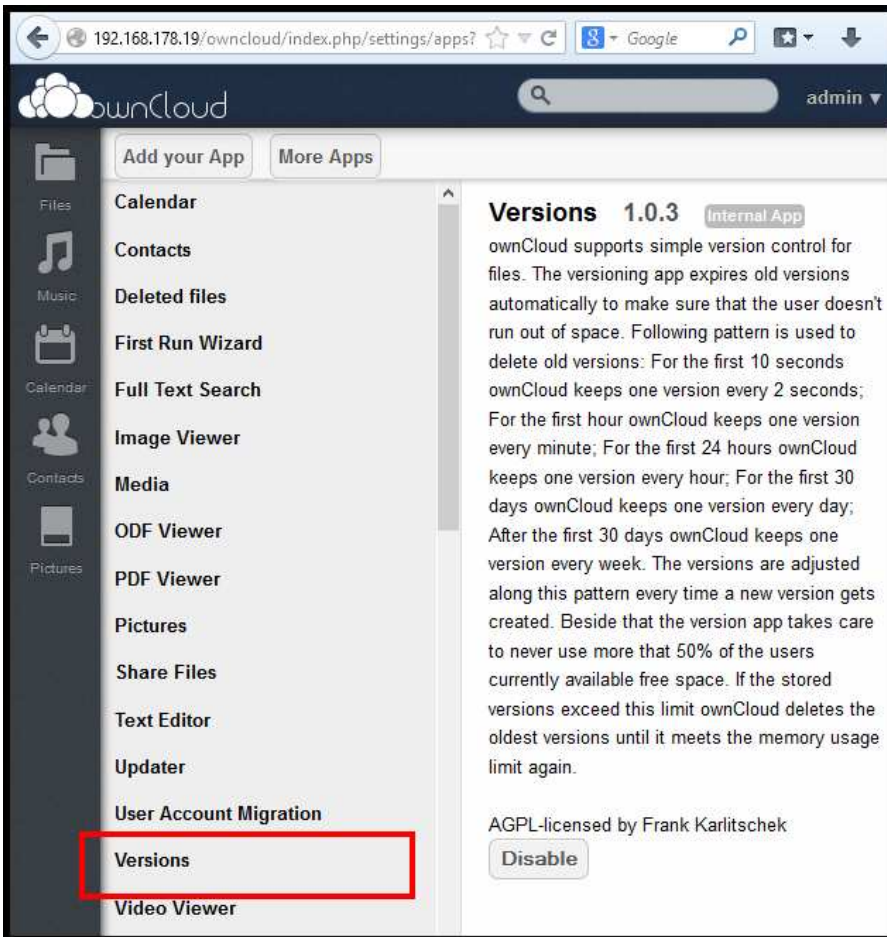 192.168.178.19/owncloud/index.php/settings/apps?
Google
ownCloud
admin
Files
Music
Calendar
Contacts
Pictures
Add your App
More Apps
Calendar
Contacts
Deleted files
First Run Wizard
Full Text Search
Image Viewer
Media
ODF Viewer
PDF Viewer
Pictures
Share Files
Text Editor
Updater
User Account Migration
Versions
Video Viewer
Versions 1.0.3 Internal App
ownCloud supports simple version control for
files. The versioning app expires old versions
automatically to make sure that the user doesn't
run out of space. Following pattern is used to
delete old versions: For the first 10 seconds
ownCloud keeps one version every 2 seconds;
For the first hour ownCloud keeps one version
every minute; For the first 24 hours ownCloud
keeps one version every hour; For the first 30
days ownCloud keeps one version every day;
After the first 30 days ownCloud keeps one
version every week. The versions are adjusted
along this pattern every time a new version gets
created. Beside that the version app takes care
to never use more that 50% of the users
currently available free space. If the stored
versions exceed this limit ownCloud deletes the
oldest versions until it meets the memory usage
limit again.
AGPL-licensed by Frank Karlitschek
Disable